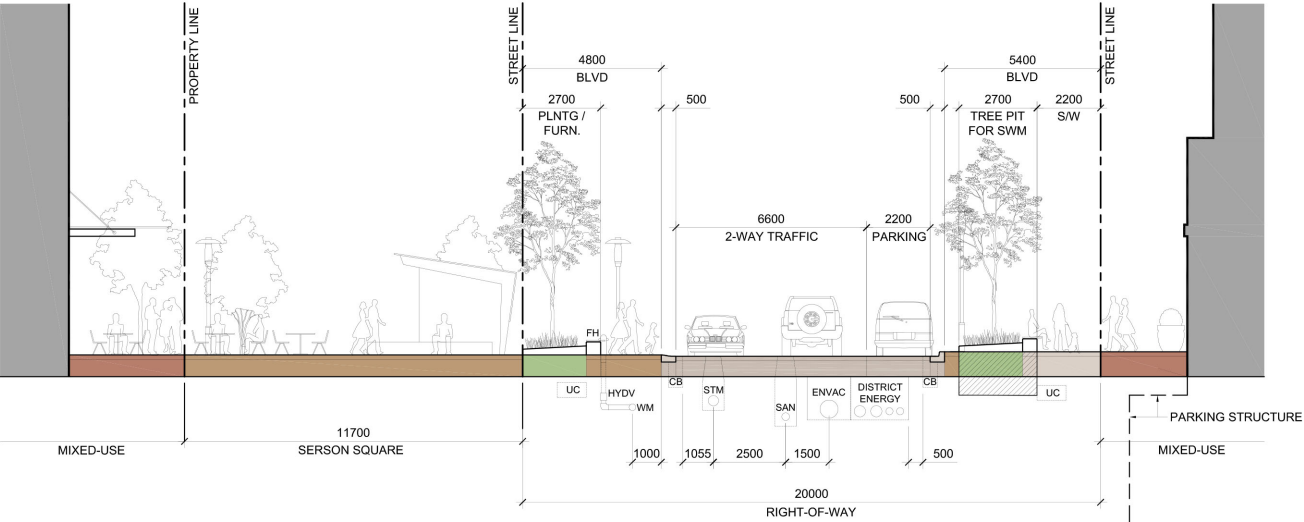 PROPERTY LINE
STREET LINE
STREET LINE
4800
BLVD
5400
BLVD
2700
PLNTG /
FURN.
500
500
2700
TREE PIT
FOR SWM
2200
S/W
6600
2-WAY TRAFFIC
2200
PARKING
FH
UC
HYDV
WM
CB
STM
SAN
ENVAC
DISTRICT
ENERGY
CB
UC
PARKING STRUCTURE
MIXED-USE
11700
SERSON SQUARE
1000
1055
2500
1500
500
MIXED-USE
20000
RIGHT-OF-WAY